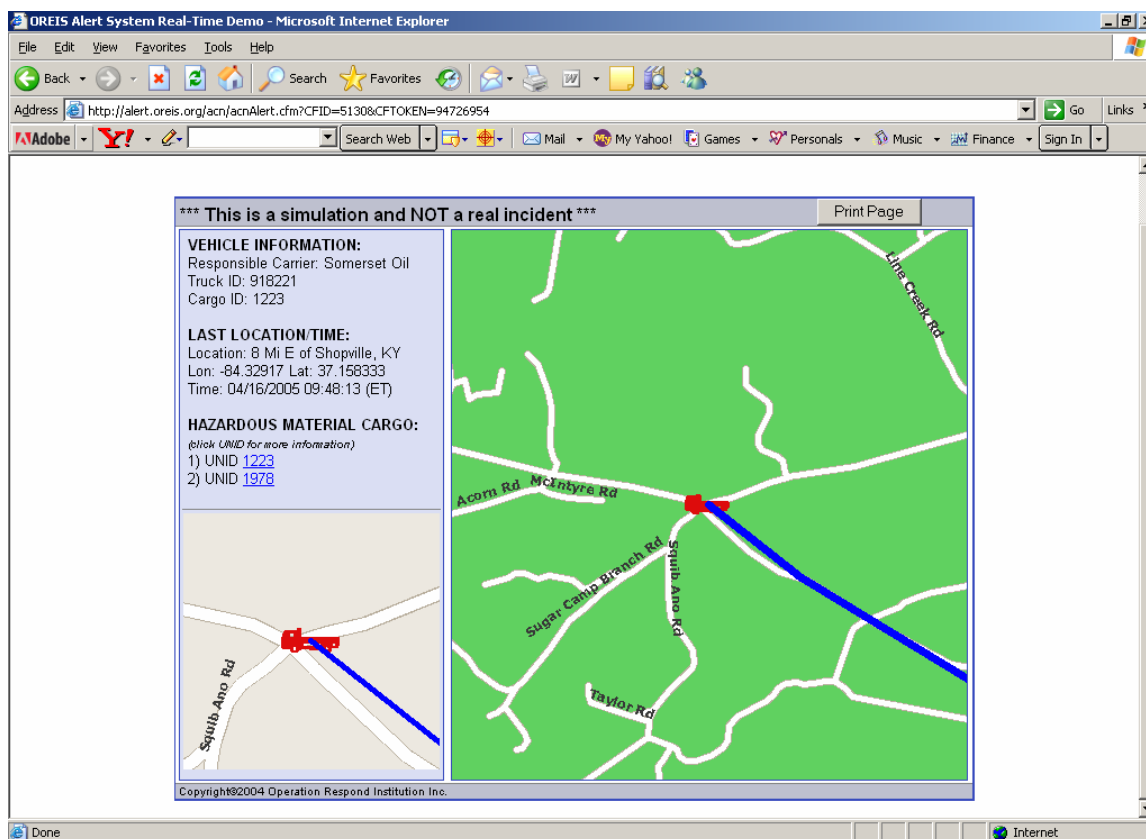 OREIS Alert System Real-Time Demo - Microsoft Internet Explorer
File Edit View Favorites Tools Help
Back Search Favorites
Address http://alert.oreis.org/acn/acnAlert.cfm?CFID=5130&CFTOKEN=94726954 Go Links
Adobe Y! Search Web Mail My Yahoo! Games Personals Music Finance Sign In
*** This is a simulation and NOT a real incident *** Print Page
VEHICLE INFORMATION:
Responsible Carrier: Somerset Oil
Truck ID: 918221
Cargo ID: 1223
LAST LOCATION/TIME:
Location: 8 Mi E of Shopville, KY
Lon: -84.32917 Lat: 37.158333
Time: 04/16/2005 09:48:13 (ET)
HAZARDOUS MATERIAL CARGO:
(click UNID for more information)
1) UNID 1223
2) UNID 1978
Squib Ano Rd
Line Creek Rd
Acorn Rd
McIntyre Rd
Sugar Camp Branch Rd
Squib Ano Rd
Taylor Rd
Copyright©2004 Operation Respond Institution Inc.
Done Internet